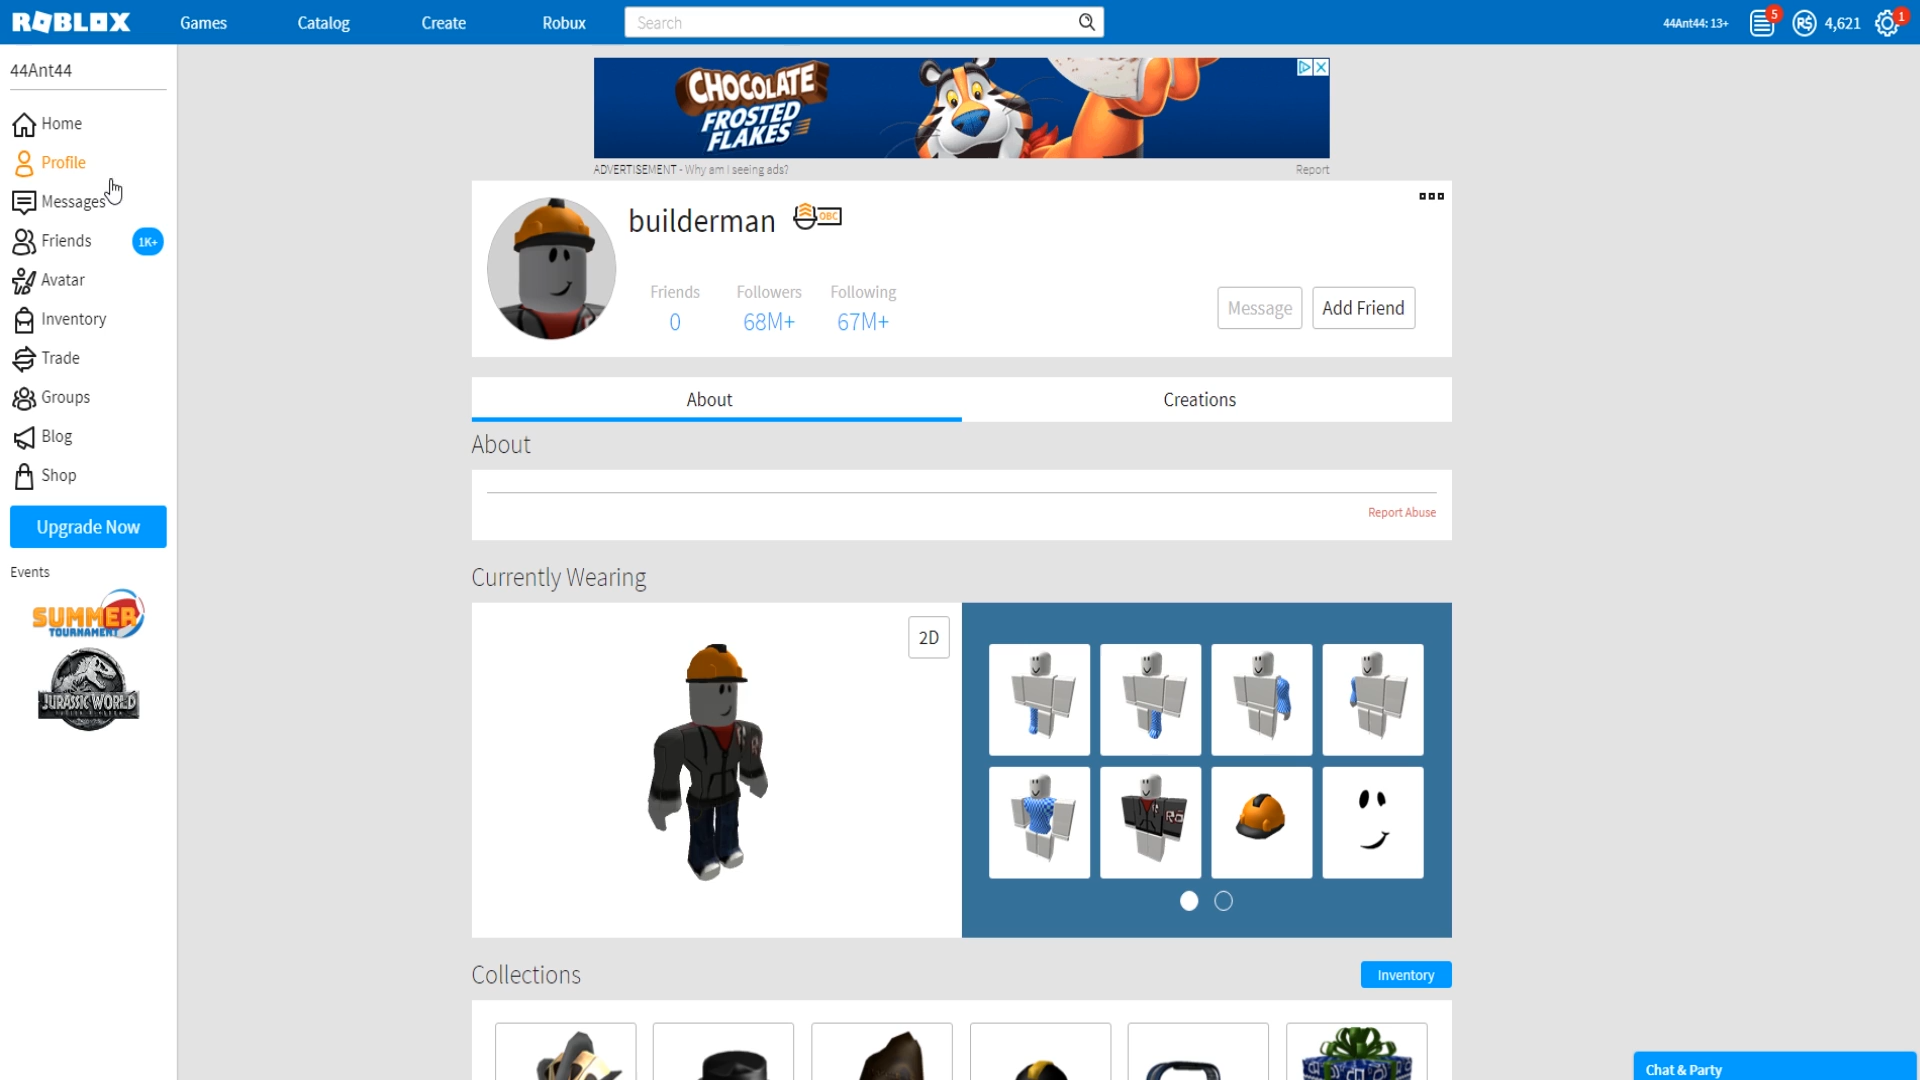 ROBLOX
Games
Catalog
Create
Robux
Search
44Ant44: 13+
5
R$
4,621
1
44Ant44
Home
Profile
Messages
Friends
1K+
Avatar
Inventory
Trade
Groups
Blog
Shop
Upgrade Now
Events
SUMMER
TOURNAMENT
JURASSIC WORLD
CHOCOLATE
FROSTED
FLAKES
ADVERTISEMENT - Why am I seeing ads?
Report
builderman
OBC
Friends
0
Followers
68M+
Following
67M+
Message
Add Friend
About
Creations
About
Report Abuse
Currently Wearing
2D
Collections
Inventory
Chat & Party